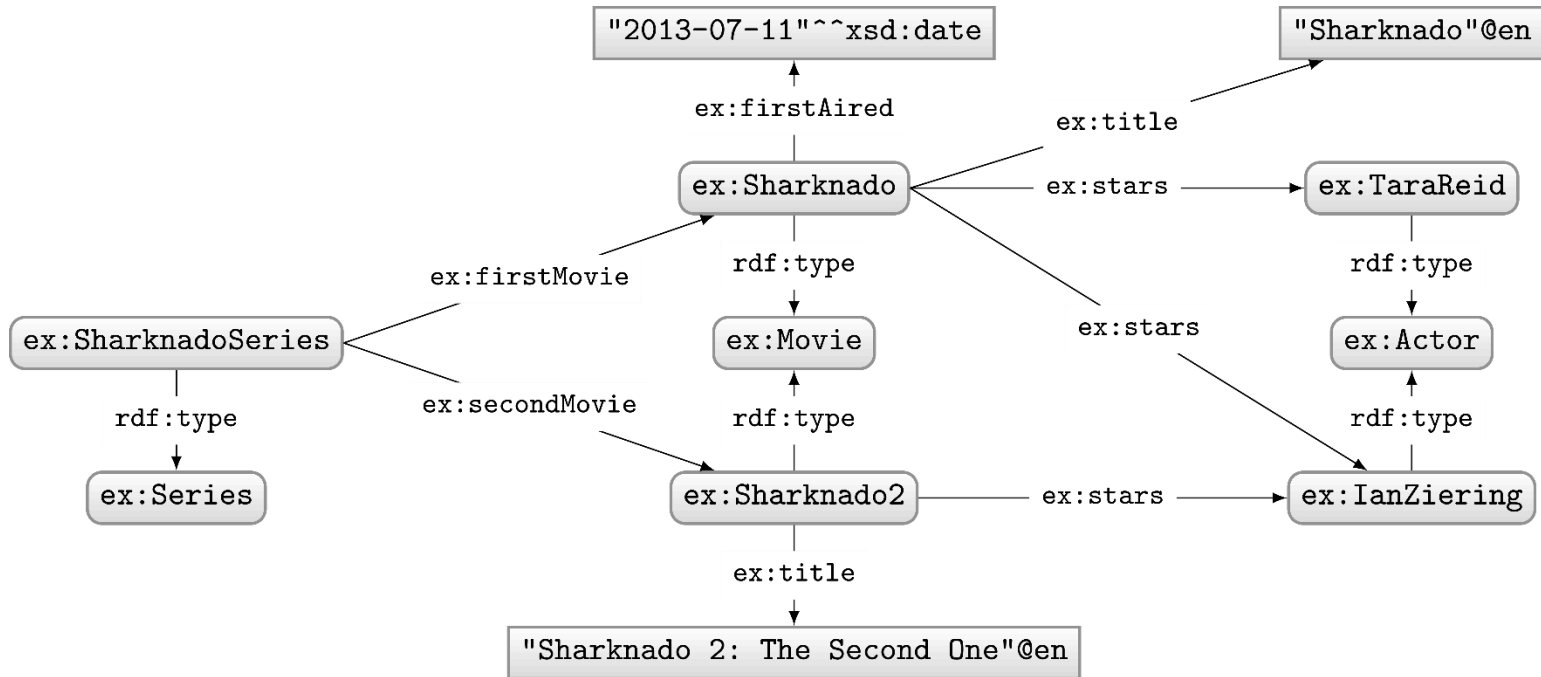 "2013-07-11"^^xsd:date
"Sharknado"@en
ex:firstAired
ex:title
ex:Sharknado
ex:stars
ex:TaraReid
rdf:type
rdf:type
ex:firstMovie
ex:stars
ex:SharknadoSeries
ex:Movie
ex:Actor
ex:secondMovie
rdf:type
rdf:type
rdf:type
ex:Series
ex:Sharknado2
ex:stars
ex:IanZiering
ex:title
"Sharknado 2: The Second One"@en